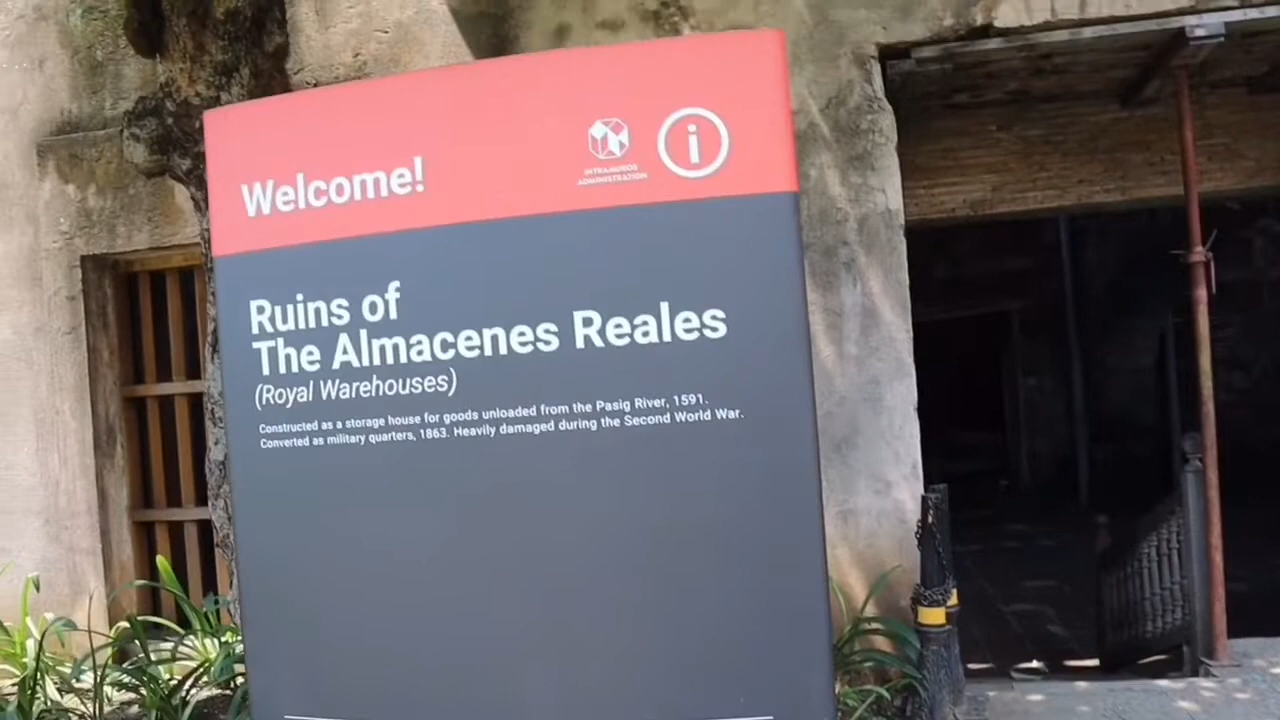 Welcome!
INTRAMUROS
ADMINISTRATION
i
Ruins of
The Almacenes Reales
(Royal Warehouses)
Constructed as a storage house for goods unloaded from the Pasig River, 1591.
Converted as military quarters, 1863. Heavily damaged during the Second World War.